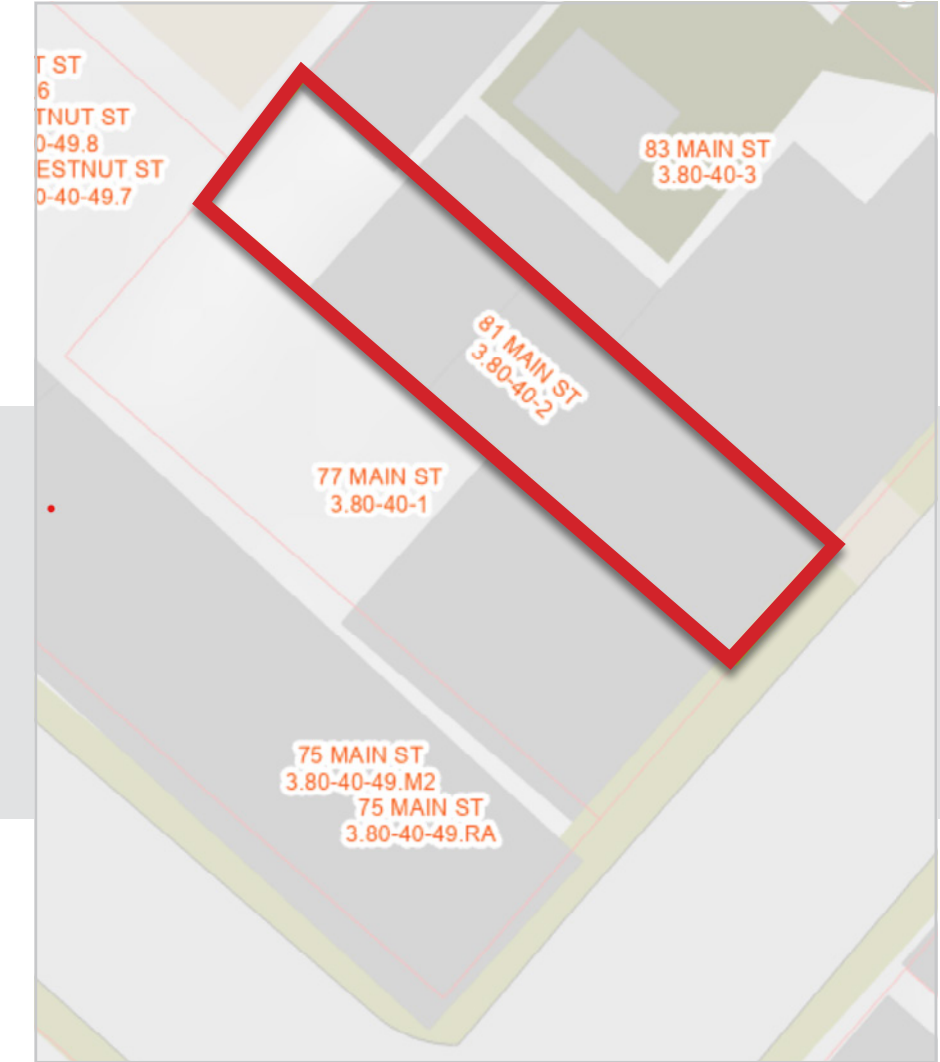 T ST
6
TNUT ST
0-49.8
ESTNUT ST
0-40-49.7
83 MAIN ST
3.80-40-3
81 MAIN ST
3.80-40-2
77 MAIN ST
3.80-40-1
75 MAIN ST
3.80-40-49.M2
75 MAIN ST
3.80-40-49.RA